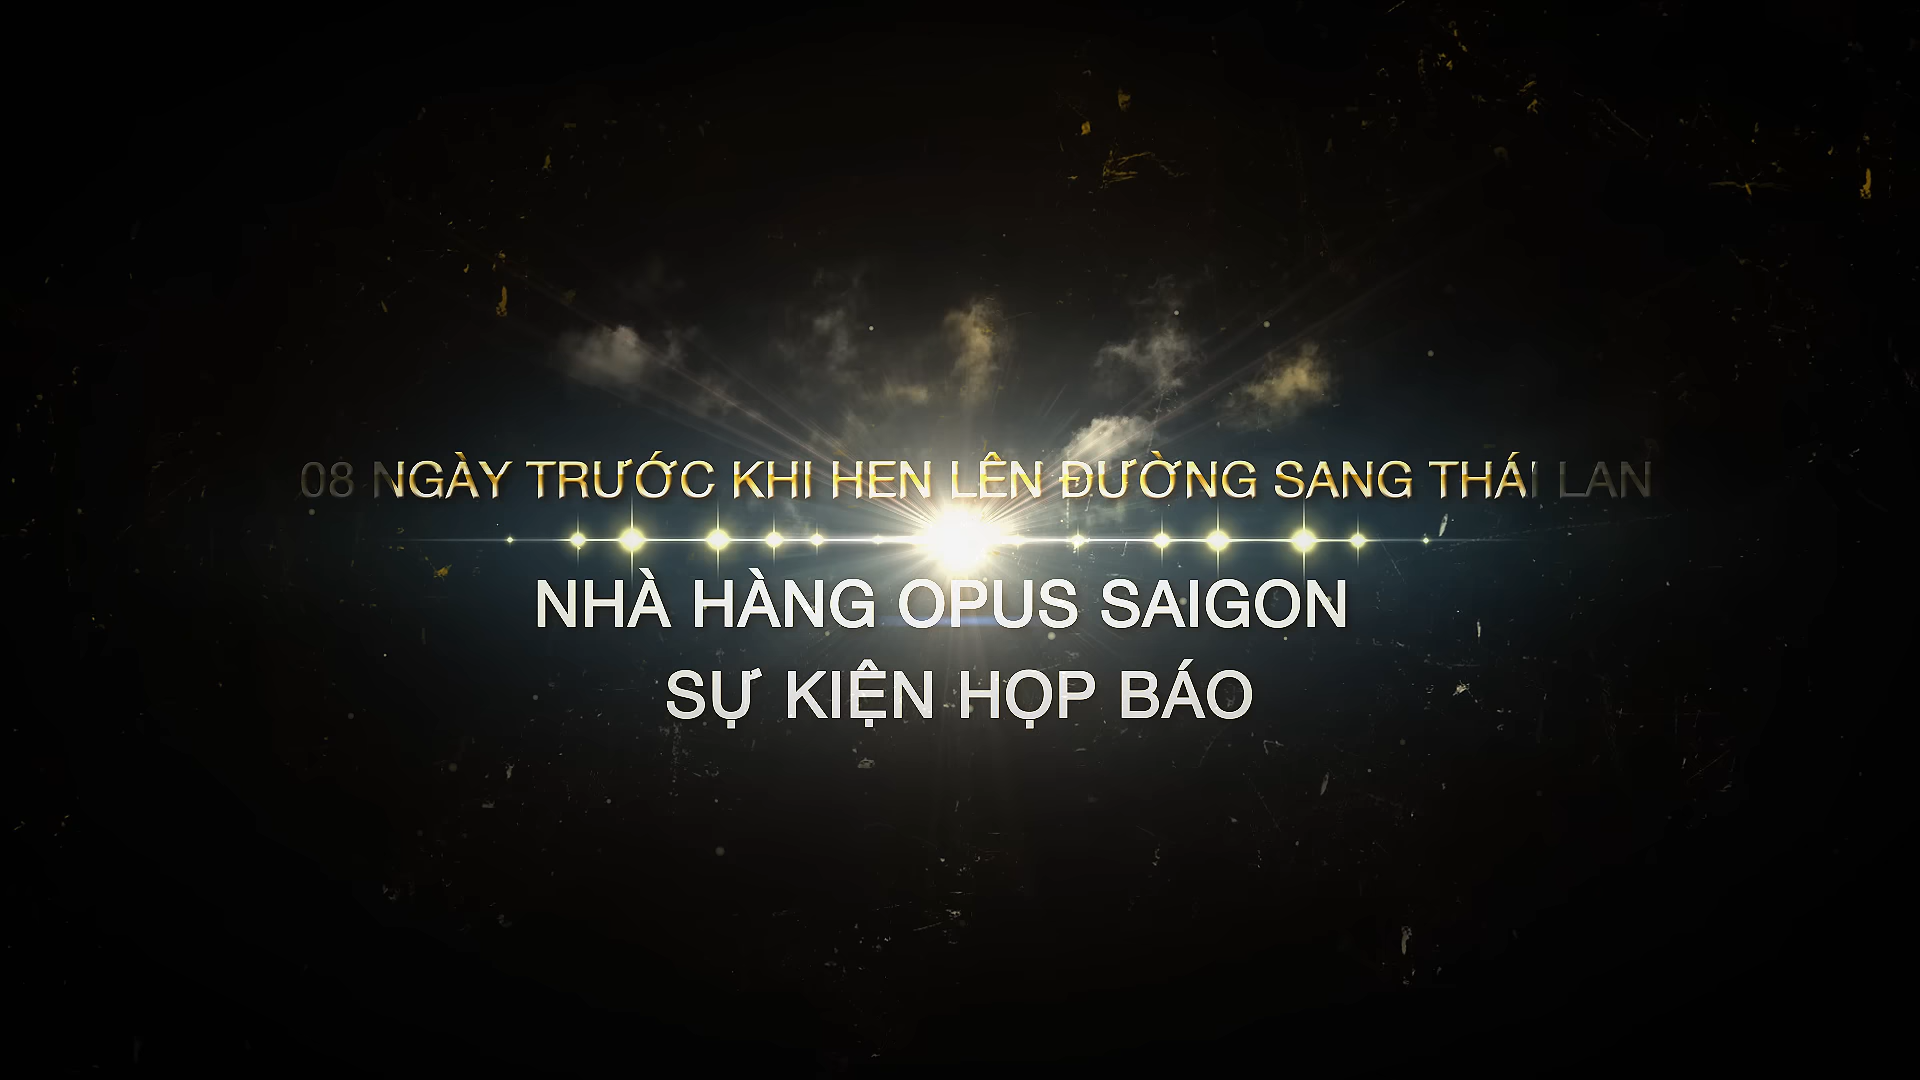 08 NGÀY TRƯỚC KHI HEN LÊN ĐƯỜNG SANG THÁI LAN
NHÀ HÀNG OPUS SAIGON
SỰ KIỆN HỌP BÁO